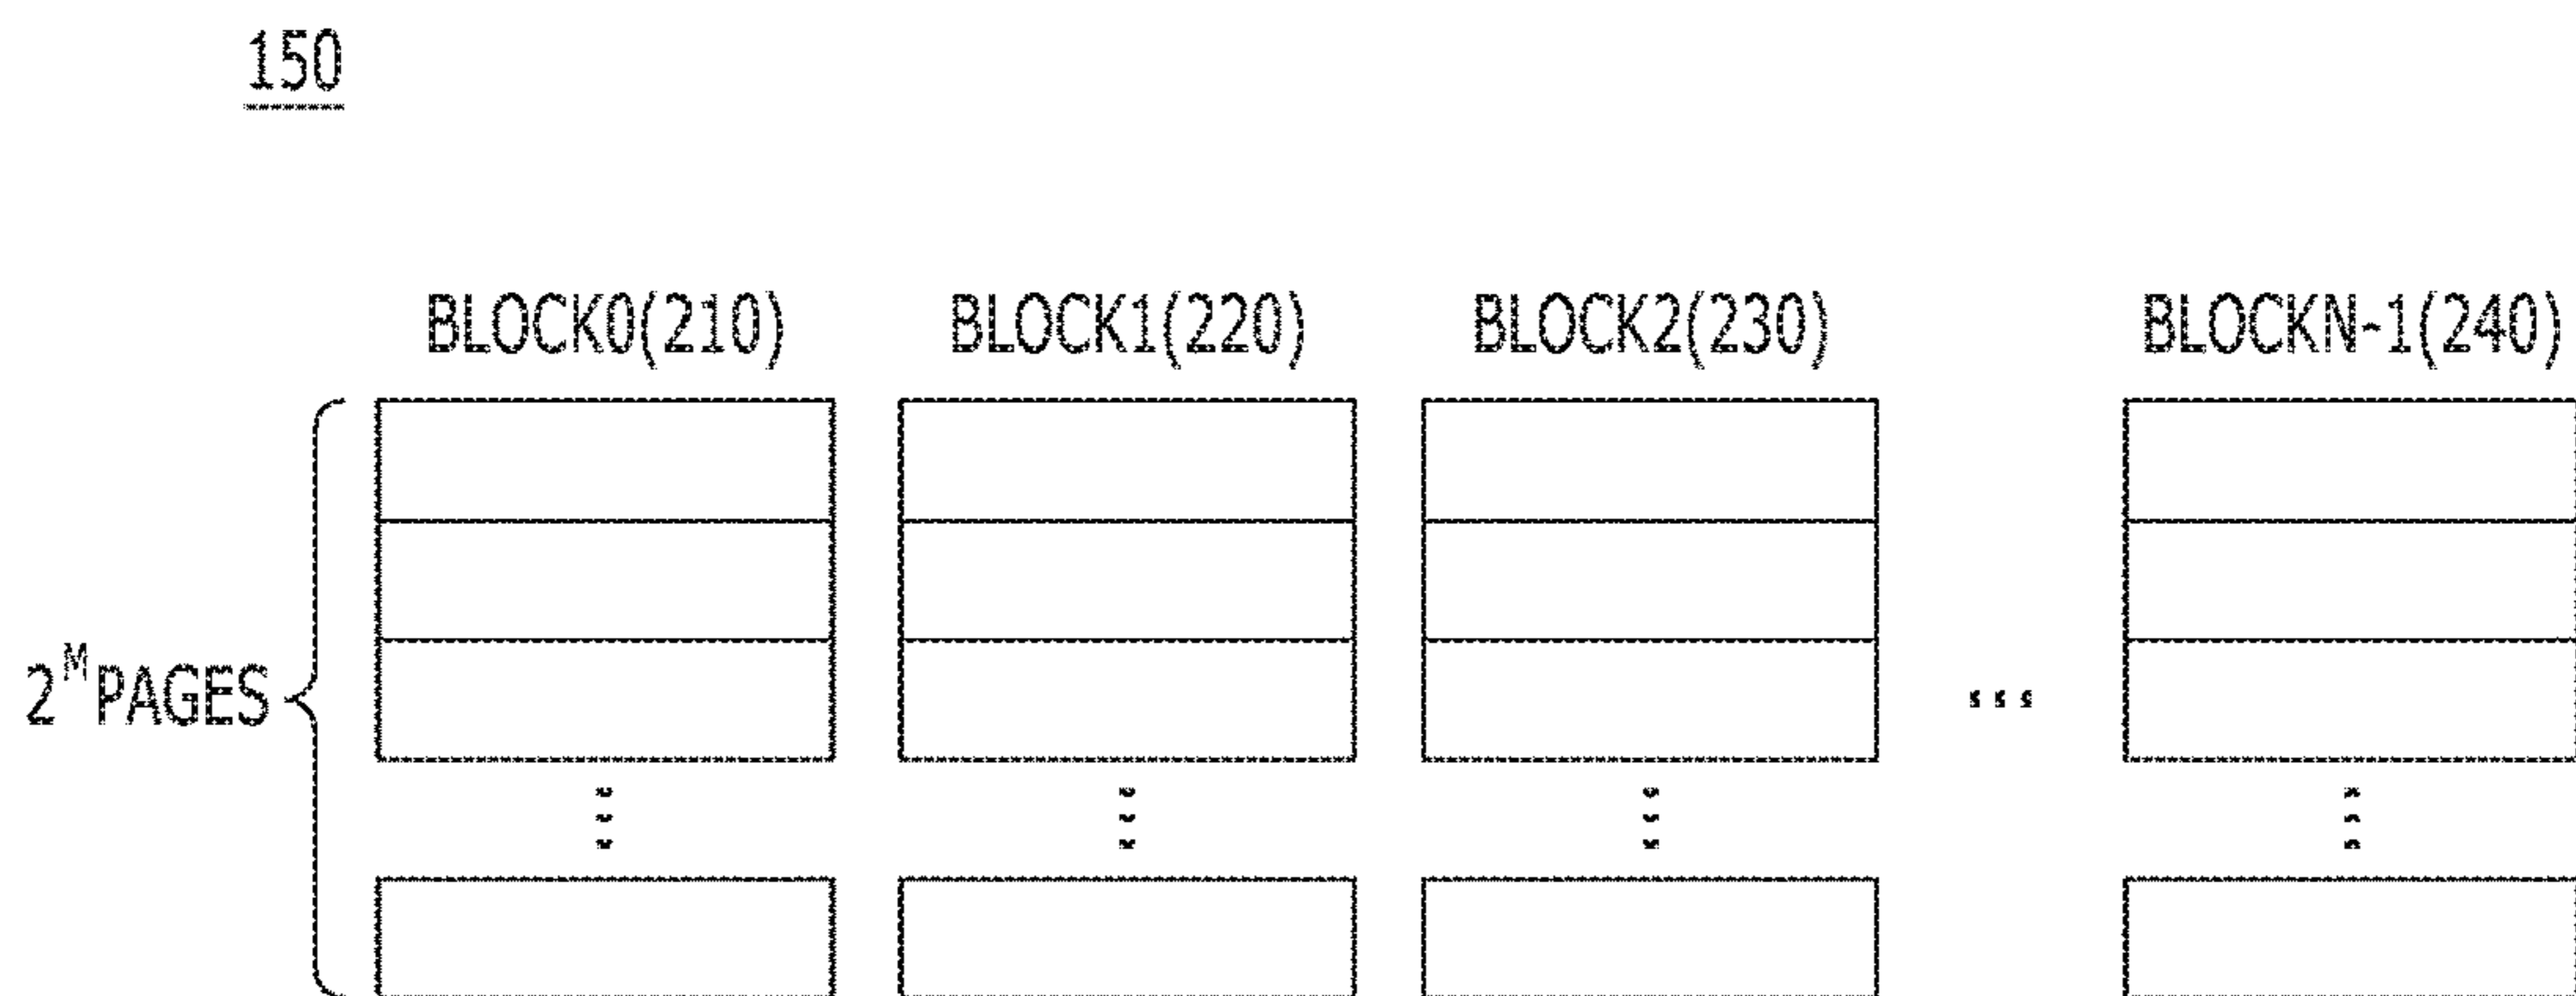 150
BLOCK0(210) BLOCK1(220) BLOCK2(230) BLOCKN-1(240)
2^M PAGES
...